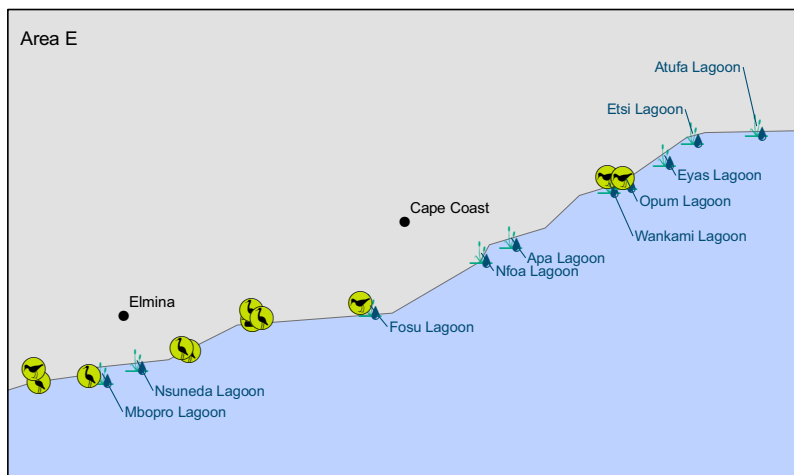 Area E
Atufa Lagoon
Etsi Lagoon
Eyas Lagoon
Opum Lagoon
Cape Coast
Wankami Lagoon
Apa Lagoon
Nfoa Lagoon
Elmina
Fosu Lagoon
Nsuneda Lagoon
Mbopro Lagoon